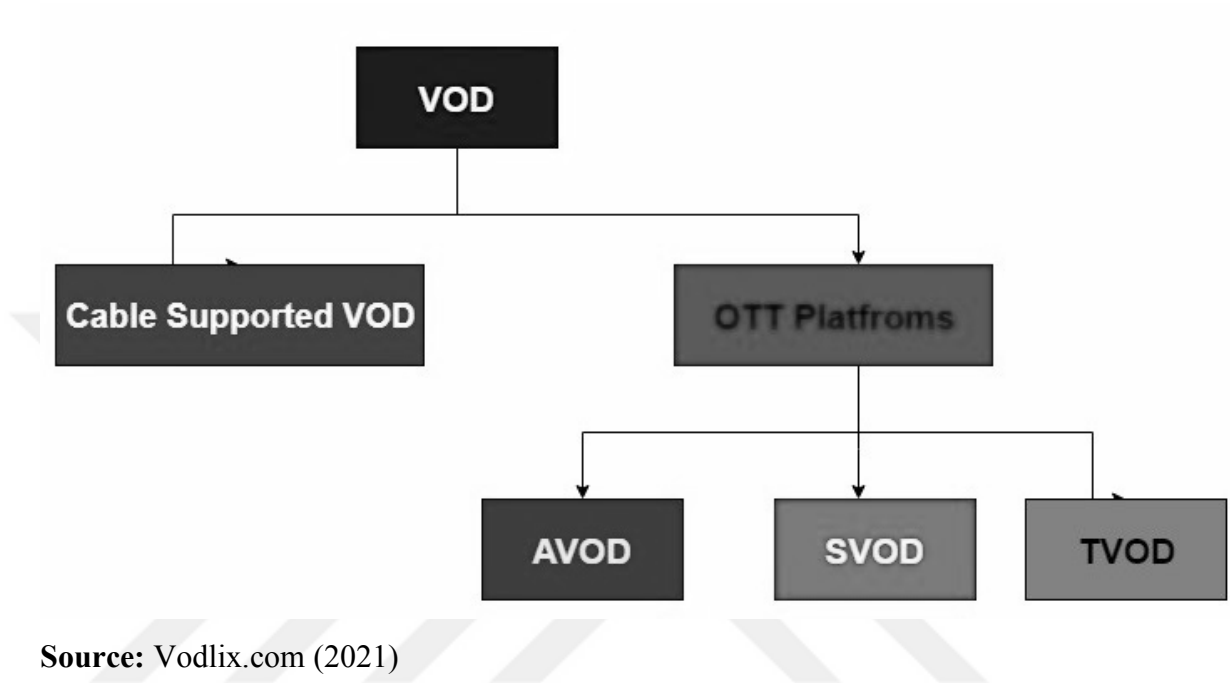 VOD
Cable Supported VOD
OTT Platfroms
AVOD
SVOD
TVOD
Source: Vodlix.com (2021)